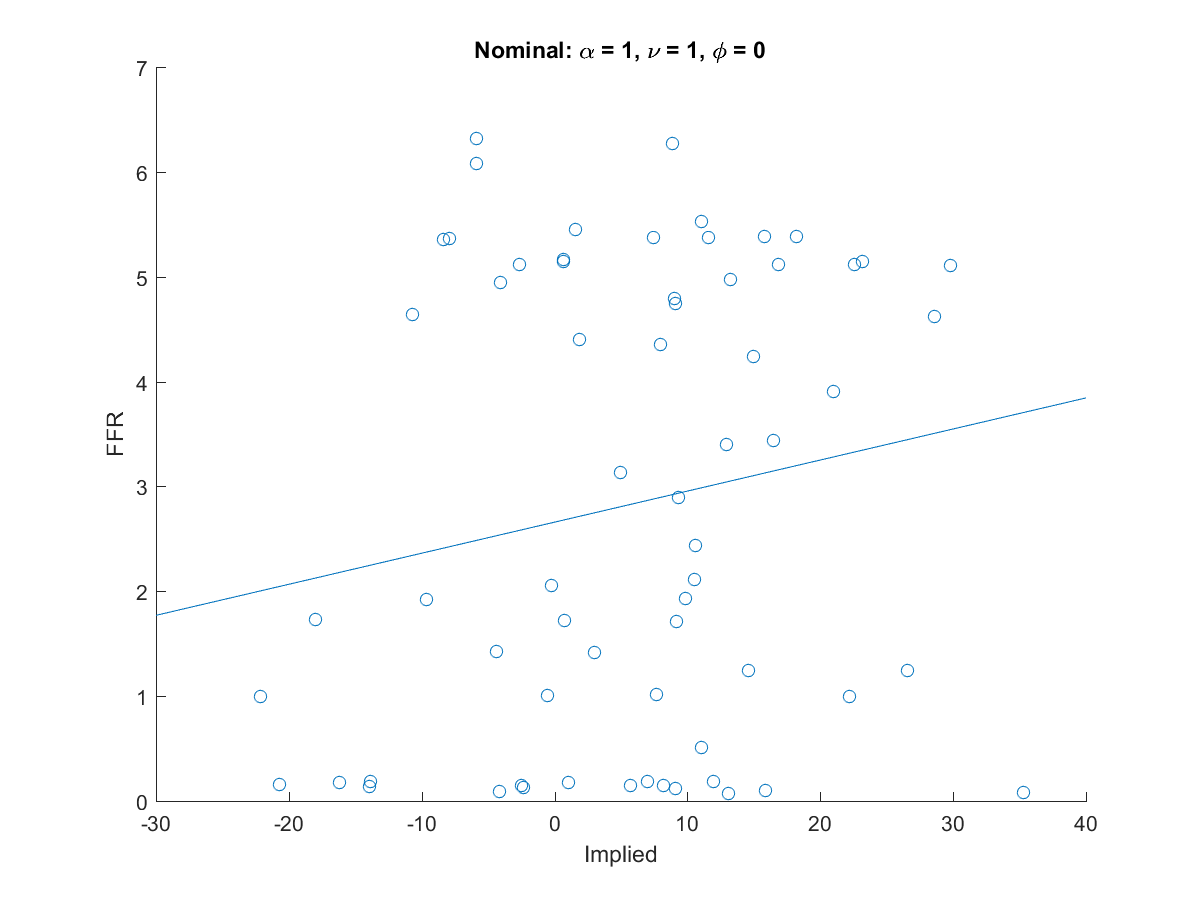 Nominal: α = 1, ν = 1, ϕ = 0
7
6
5
4
3
2
1
0
FFR
-30 -20 -10 0 10 20 30 40
Implied